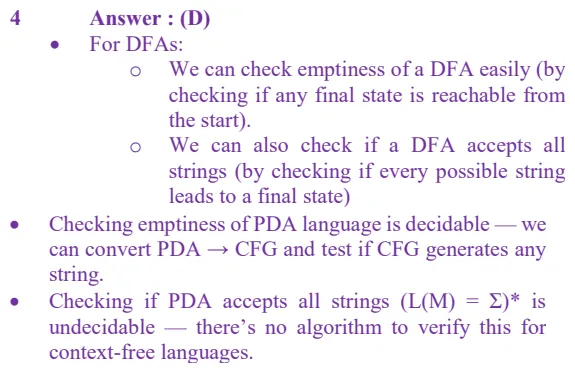 4 Answer : (D)
• For DFAs:
o We can check emptiness of a DFA easily (by
checking if any final state is reachable from
the start).
o We can also check if a DFA accepts all
strings (by checking if every possible string
leads to a final state)
• Checking emptiness of PDA language is decidable — we
can convert PDA → CFG and test if CFG generates any
string.
• Checking if PDA accepts all strings (L(M) = Σ)* is
undecidable — there’s no algorithm to verify this for
context-free languages.